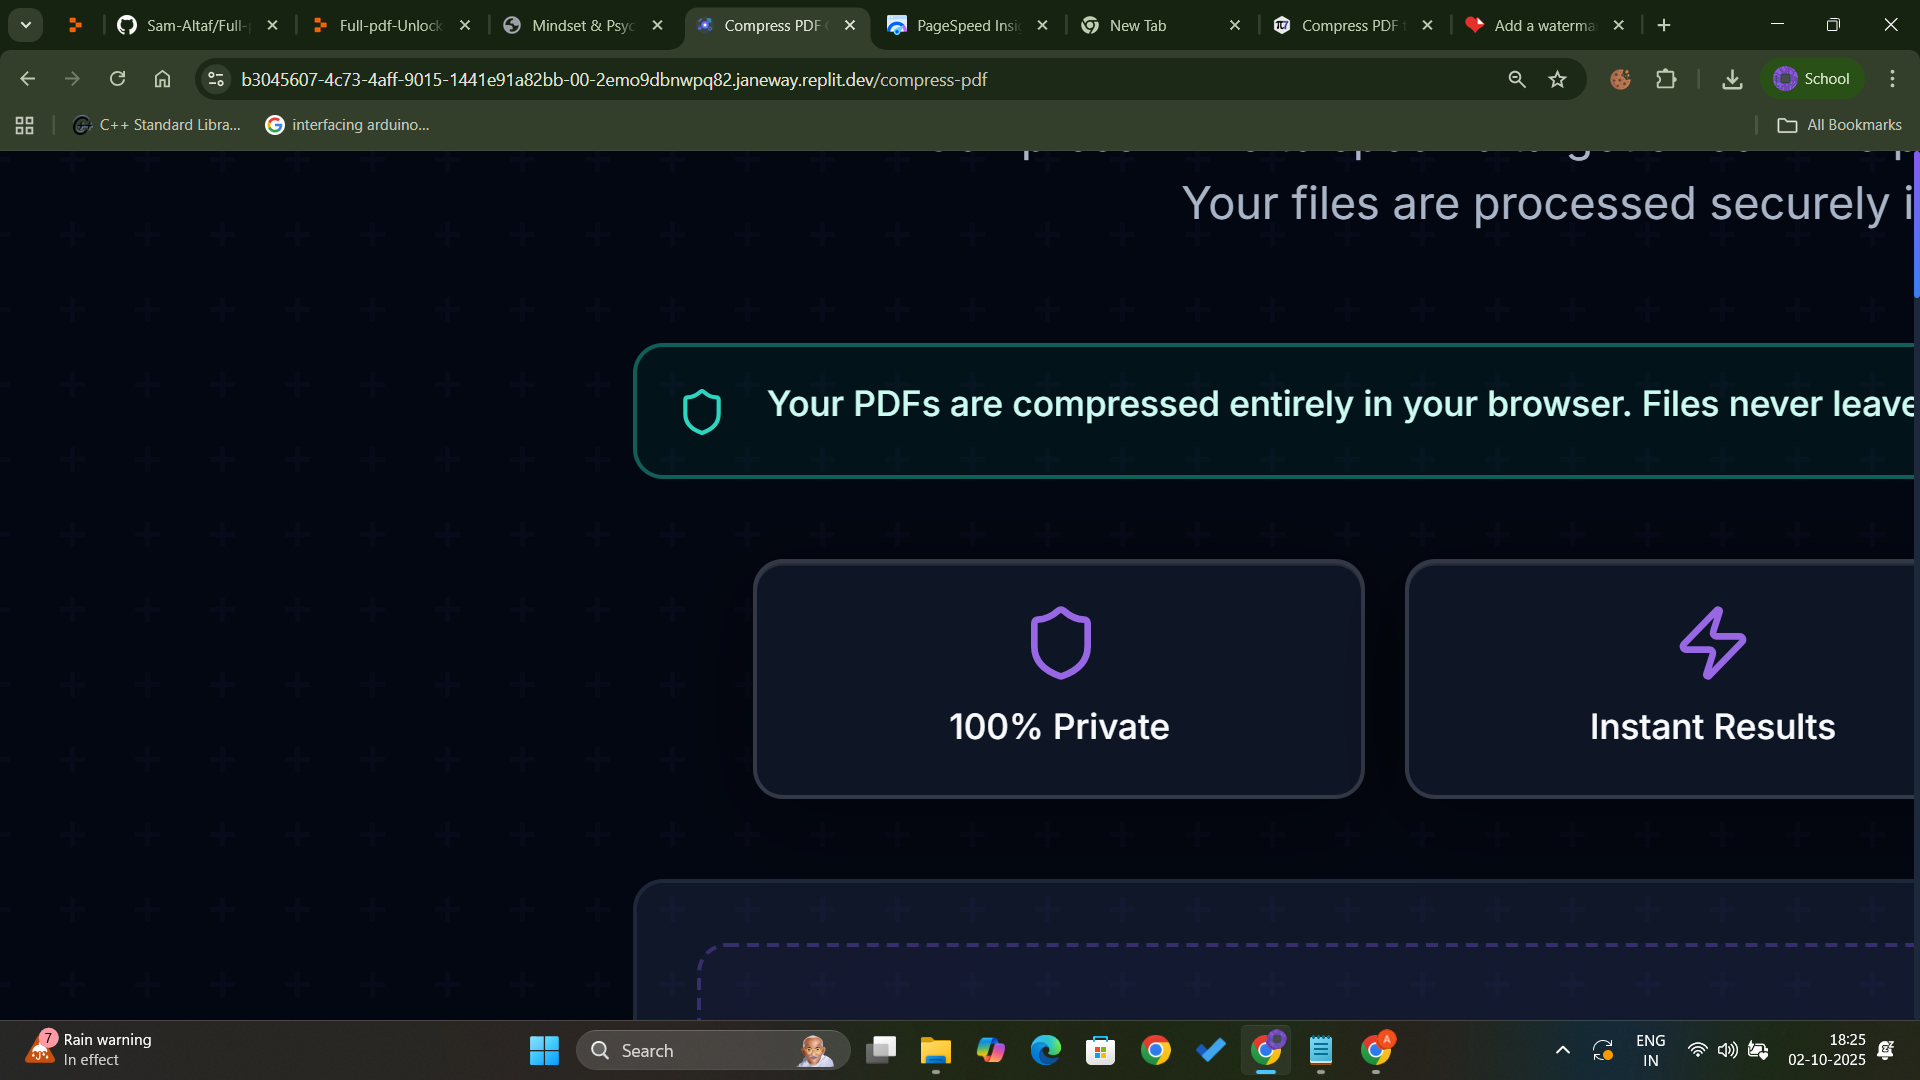 Sam-Altaf/Full-p
Full-pdf-Unlock
Mindset & Psyc
Compress PDF
PageSpeed Insi
New Tab
Compress PDF
Add a waterma
b3045607-4c73-4aff-9015-1441e91a82bb-00-2emo9dbnwpq82.janeway.replit.dev/compress-pdf
School
C++ Standard Libra...
interfacing arduino...
All Bookmarks
Your files are processed securely i
Your PDFs are compressed entirely in your browser. Files never leave
100% Private
Instant Results
7
Rain warning
In effect
Search
A
ENG
IN
18:25
02-10-2025